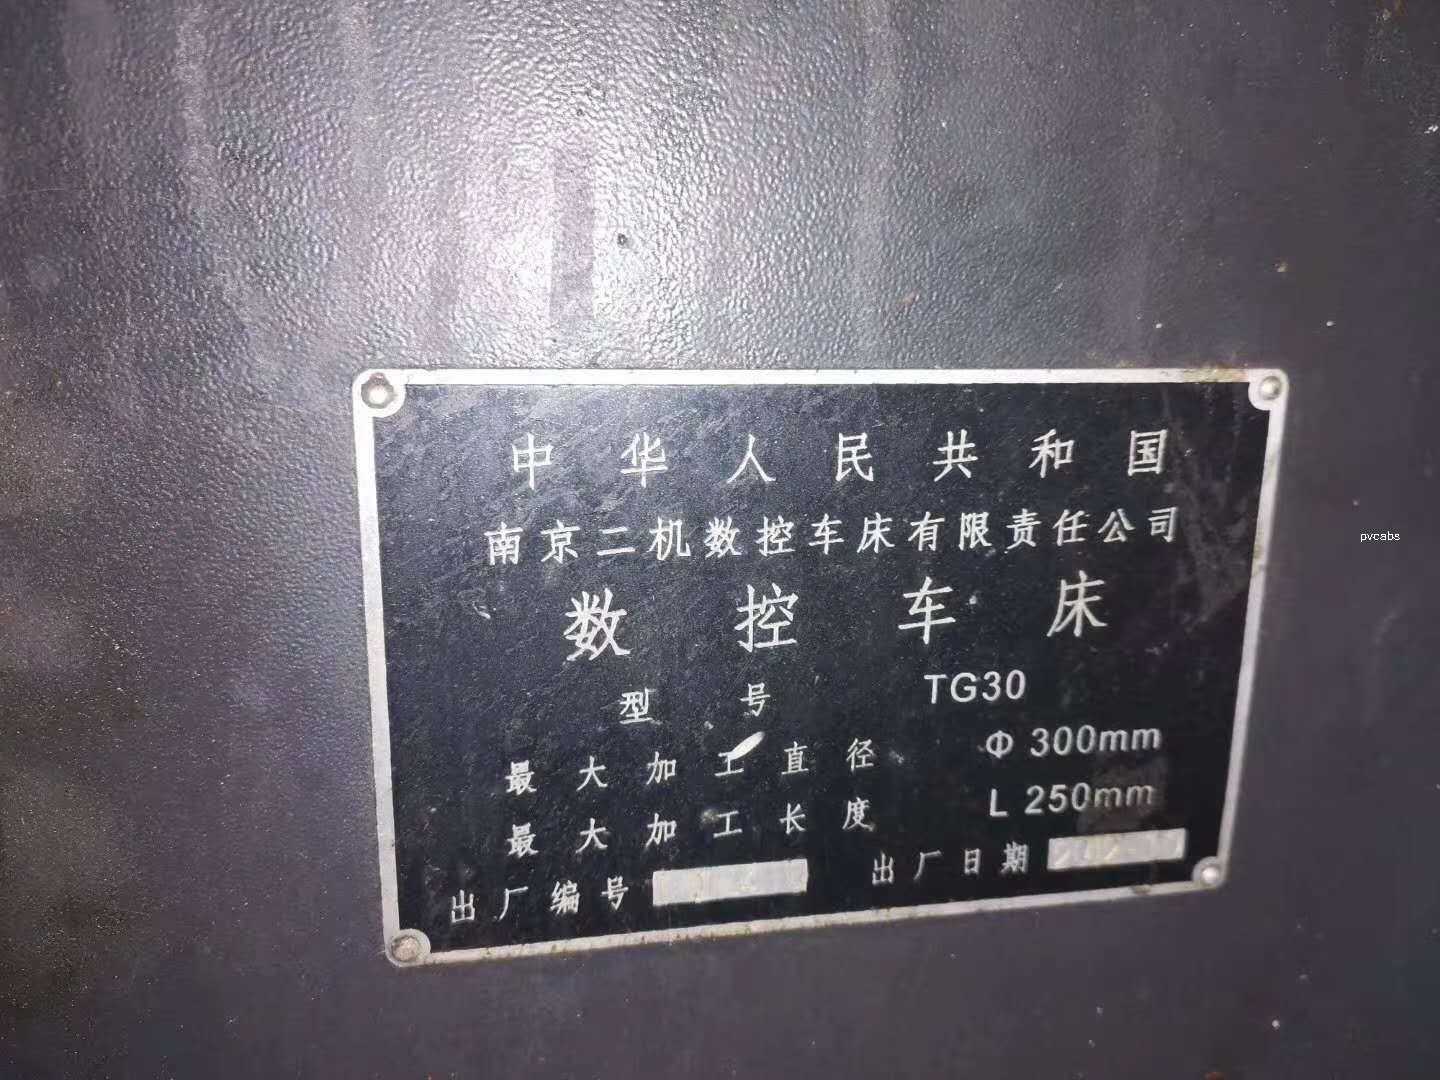 中华人民共和国
南京二机数控车床有限责任公司
数控车床
型号 TG30
最大加工直径 Φ 300mm
最大加工长度 L 250mm
出厂编号 出厂日期
pvcabs